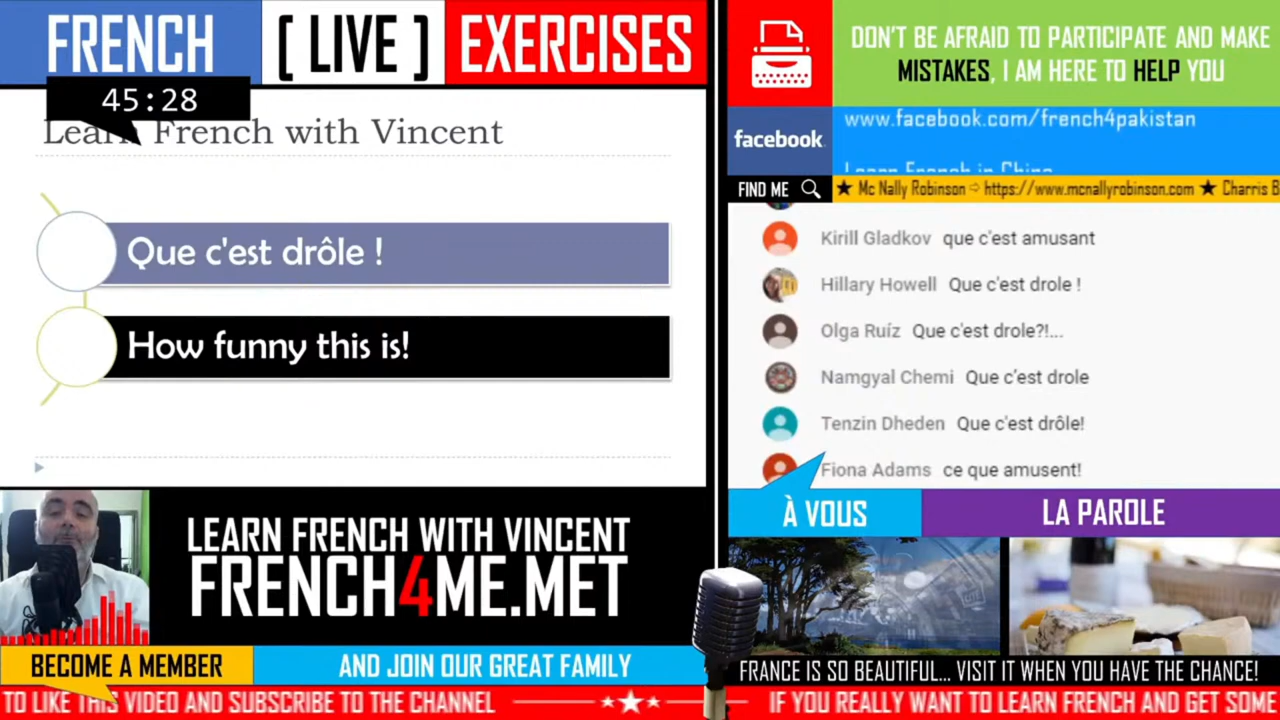 FRENCH [ LIVE ] EXERCISES
45:28
Learn French with Vincent
Que c'est drôle !
How funny this is!
LEARN FRENCH WITH VINCENT
FRENCH4ME.MET
BECOME A MEMBER AND JOIN OUR GREAT FAMILY
DON'T BE AFRAID TO PARTICIPATE AND MAKE
MISTAKES, I AM HERE TO HELP YOU
facebook.
www.facebook.com/french4pakistan
Learn French in China
FIND ME ★ Mc Nally Robinson ⇨ https://www.mcnallyrobinson.com ★ Charris B
Kirill Gladkov que c'est amusant
Hillary Howell Que c'est drole !
Olga Ruíz Que c'est drole?!...
Namgyal Chemi Que c'est drole
Tenzin Dheden Que c'est drôle!
Fiona Adams ce que amusent!
À VOUS LA PAROLE
FRANCE IS SO BEAUTIFUL... VISIT IT WHEN YOU HAVE THE CHANCE!
TO LIKE THIS VIDEO AND SUBSCRIBE TO THE CHANNEL ★ IF YOU REALLY WANT TO LEARN FRENCH AND GET SOME